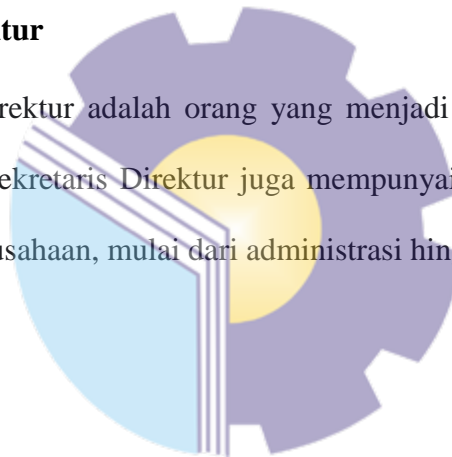 tur
rektur adalah orang yang menjadi
ekretaris Direktur juga mempunyai
usahaan, mulai dari administrasi hin